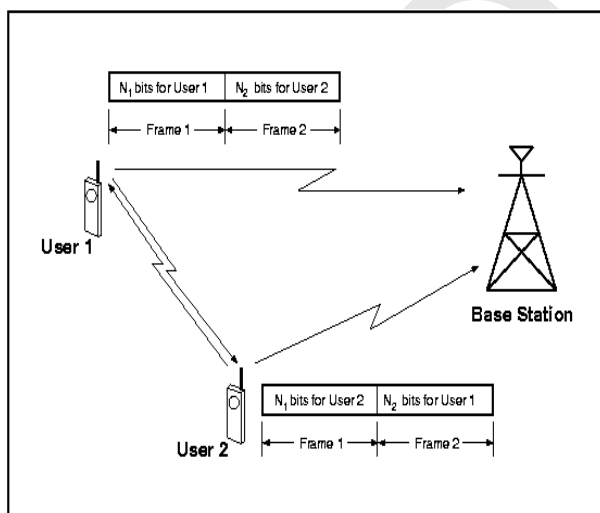 N₁ bits for User 1 N₂ bits for User 2
Frame 1 Frame 2
User 1
Base Station
N₁ bits for User 2 N₂ bits for User 1
User 2
Frame 1 Frame 2